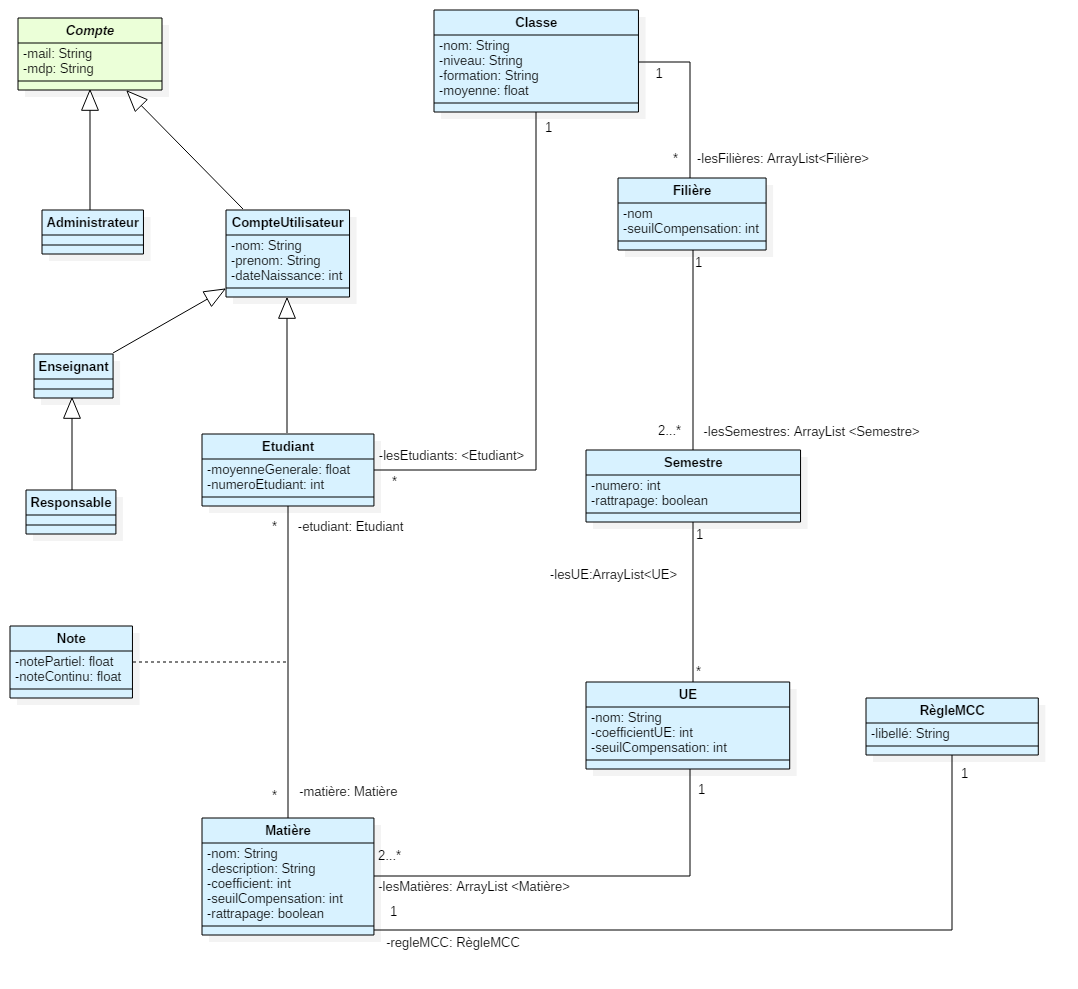 Compte
-mail: String
-mdp: String
Classe
-nom: String
-niveau: String
-formation: String
-moyenne: float
1
1
* -lesFilières: ArrayList<Filière>
Filière
-nom
-seuilCompensation: int
1
Administrateur
CompteUtilisateur
-nom: String
-prenom: String
-dateNaissance: int
Enseignant
Responsable
Etudiant
-moyenneGenerale: float
-numeroEtudiant: int
-lesEtudiants: <Etudiant>
*
2...* -lesSemestres: ArrayList <Semestre>
Semestre
-numero: int
-rattrapage: boolean
1
* -etudiant: Etudiant
-lesUE:ArrayList<UE>
*
Note
-notePartiel: float
-noteContinu: float
UE
-nom: String
-coefficientUE: int
-seuilCompensation: int
1
RègleMCC
-libellé: String
1
* -matière: Matière
Matière
-nom: String
-description: String
-coefficient: int
-seuilCompensation: int
-rattrapage: boolean
2...*
-lesMatières: ArrayList <Matière>
1
-regleMCC: RègleMCC